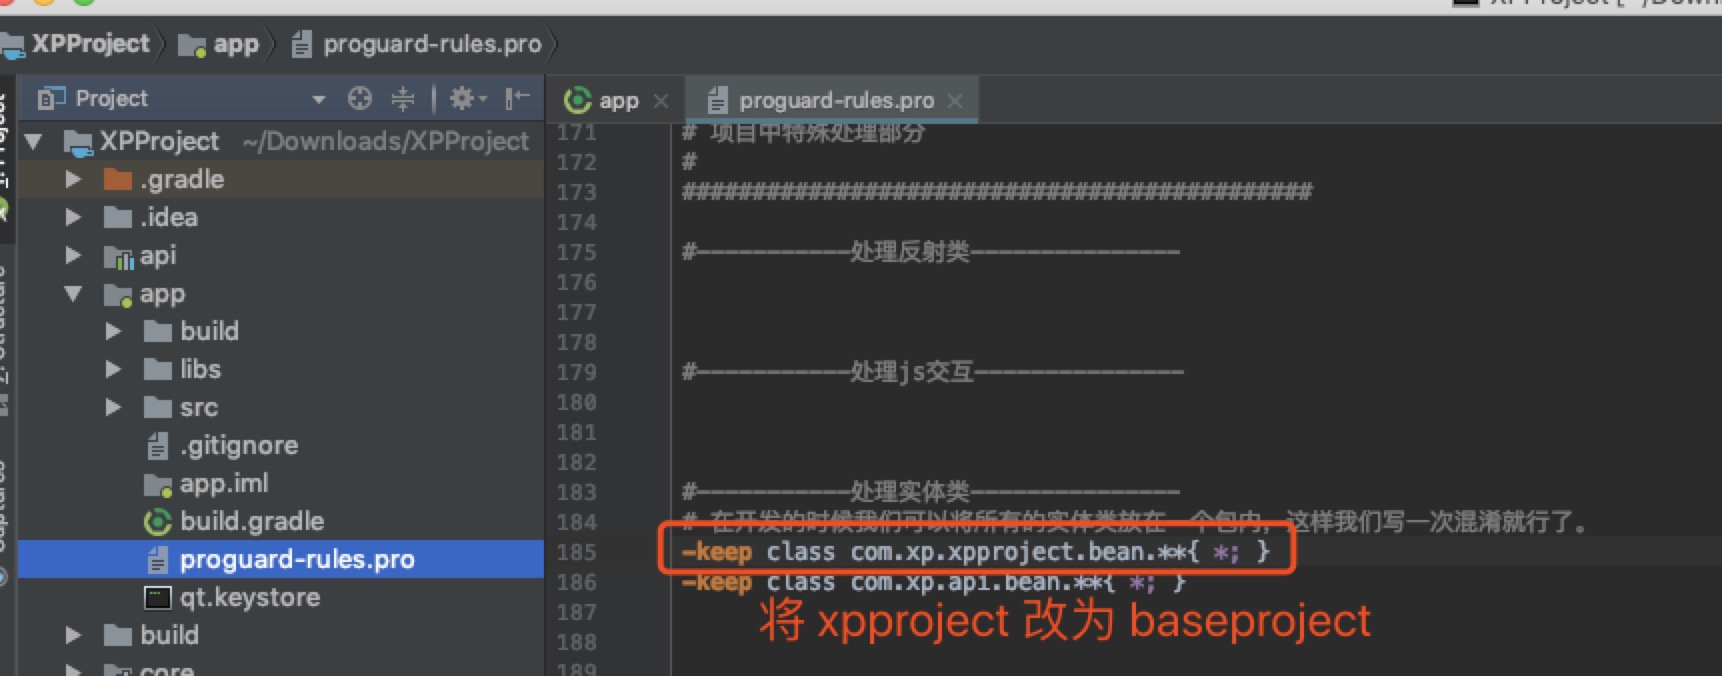 XPProject
app
proguard-rules.pro
Project
XPProject ~/Downloads/XPProject
.gradle
.idea
api
app
build
libs
src
.gitignore
app.iml
build.gradle
proguard-rules.pro
qt.keystore
build
core
app
proguard-rules.pro
171 # 项目中特殊处理部分
172 #
173 #############################################
174
175 #———————————处理反射类———————————————
176
177
178
179 #———————————处理js交互———————————————
180
181
182
183 #———————————处理实体类———————————————
184 # 在开发的时候我们可以将所有的实体类放在一个包内，这样我们写一次混淆就行了。
185 -keep class com.xp.xpproject.bean.**{ *; }
186 -keep class com.xp.api.bean.**{ *; }
187
将 xpproject 改为 baseproject
188
189